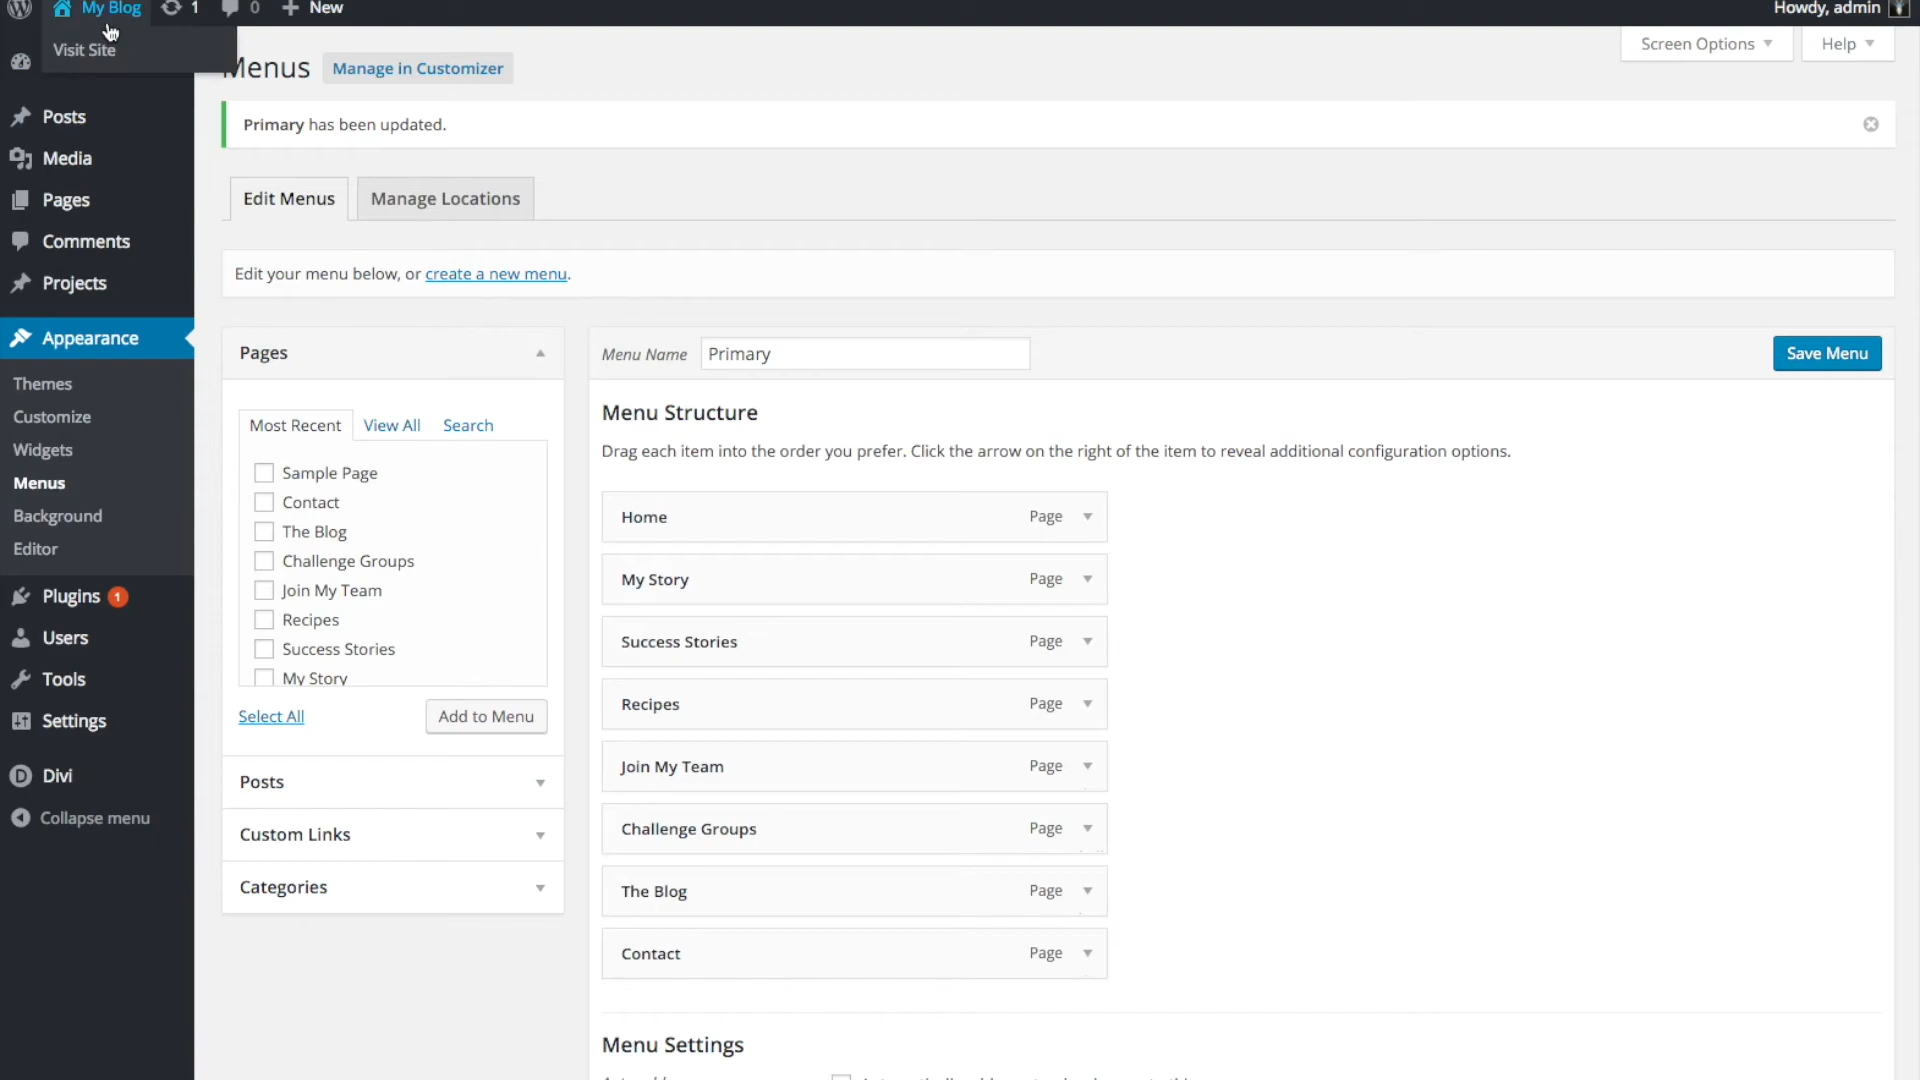 My Blog 1 0 New Howdy, admin
Visit Site
Screen Options Help
Menus Manage in Customizer
Primary has been updated.
Edit Menus Manage Locations
Edit your menu below, or create a new menu.
Posts
Media
Pages
Comments
Projects
Appearance
Themes
Customize
Widgets
Menus
Background
Editor
Plugins 1
Users
Tools
Settings
Divi
Collapse menu
Pages
Most Recent View All Search
Sample Page
Contact
The Blog
Challenge Groups
Join My Team
Recipes
Success Stories
My Story
Select All Add to Menu
Posts
Custom Links
Categories
Menu Name Primary Save Menu
Menu Structure
Drag each item into the order you prefer. Click the arrow on the right of the item to reveal additional configuration options.
Home Page
My Story Page
Success Stories Page
Recipes Page
Join My Team Page
Challenge Groups Page
The Blog Page
Contact Page
Menu Settings